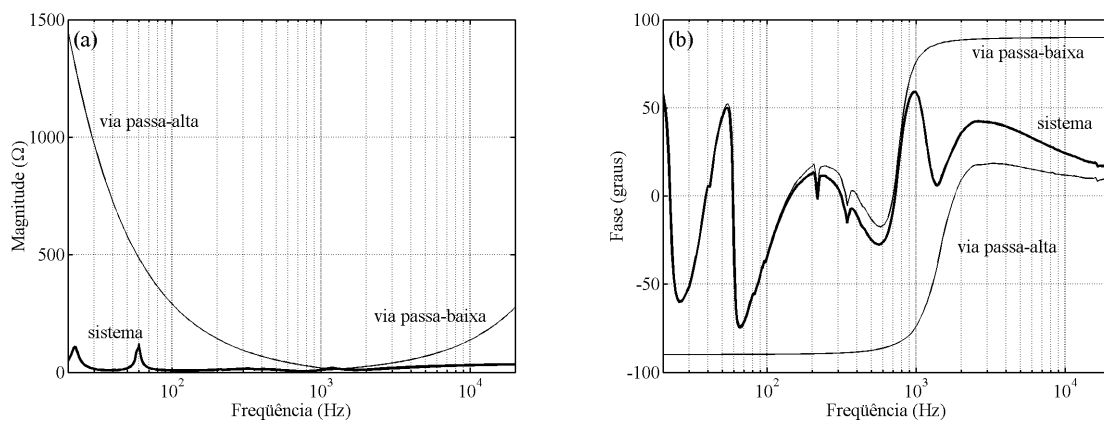 (a)
1500
1000
500
0
Magnitude (Ω)
via passa-alta
sistema
via passa-baixa
10²
10³
10⁴
Freqüência (Hz)
(b)
100
50
0
-50
-100
Fase (graus)
via passa-baixa
sistema
via passa-alta
10²
10³
10⁴
Freqüência (Hz)